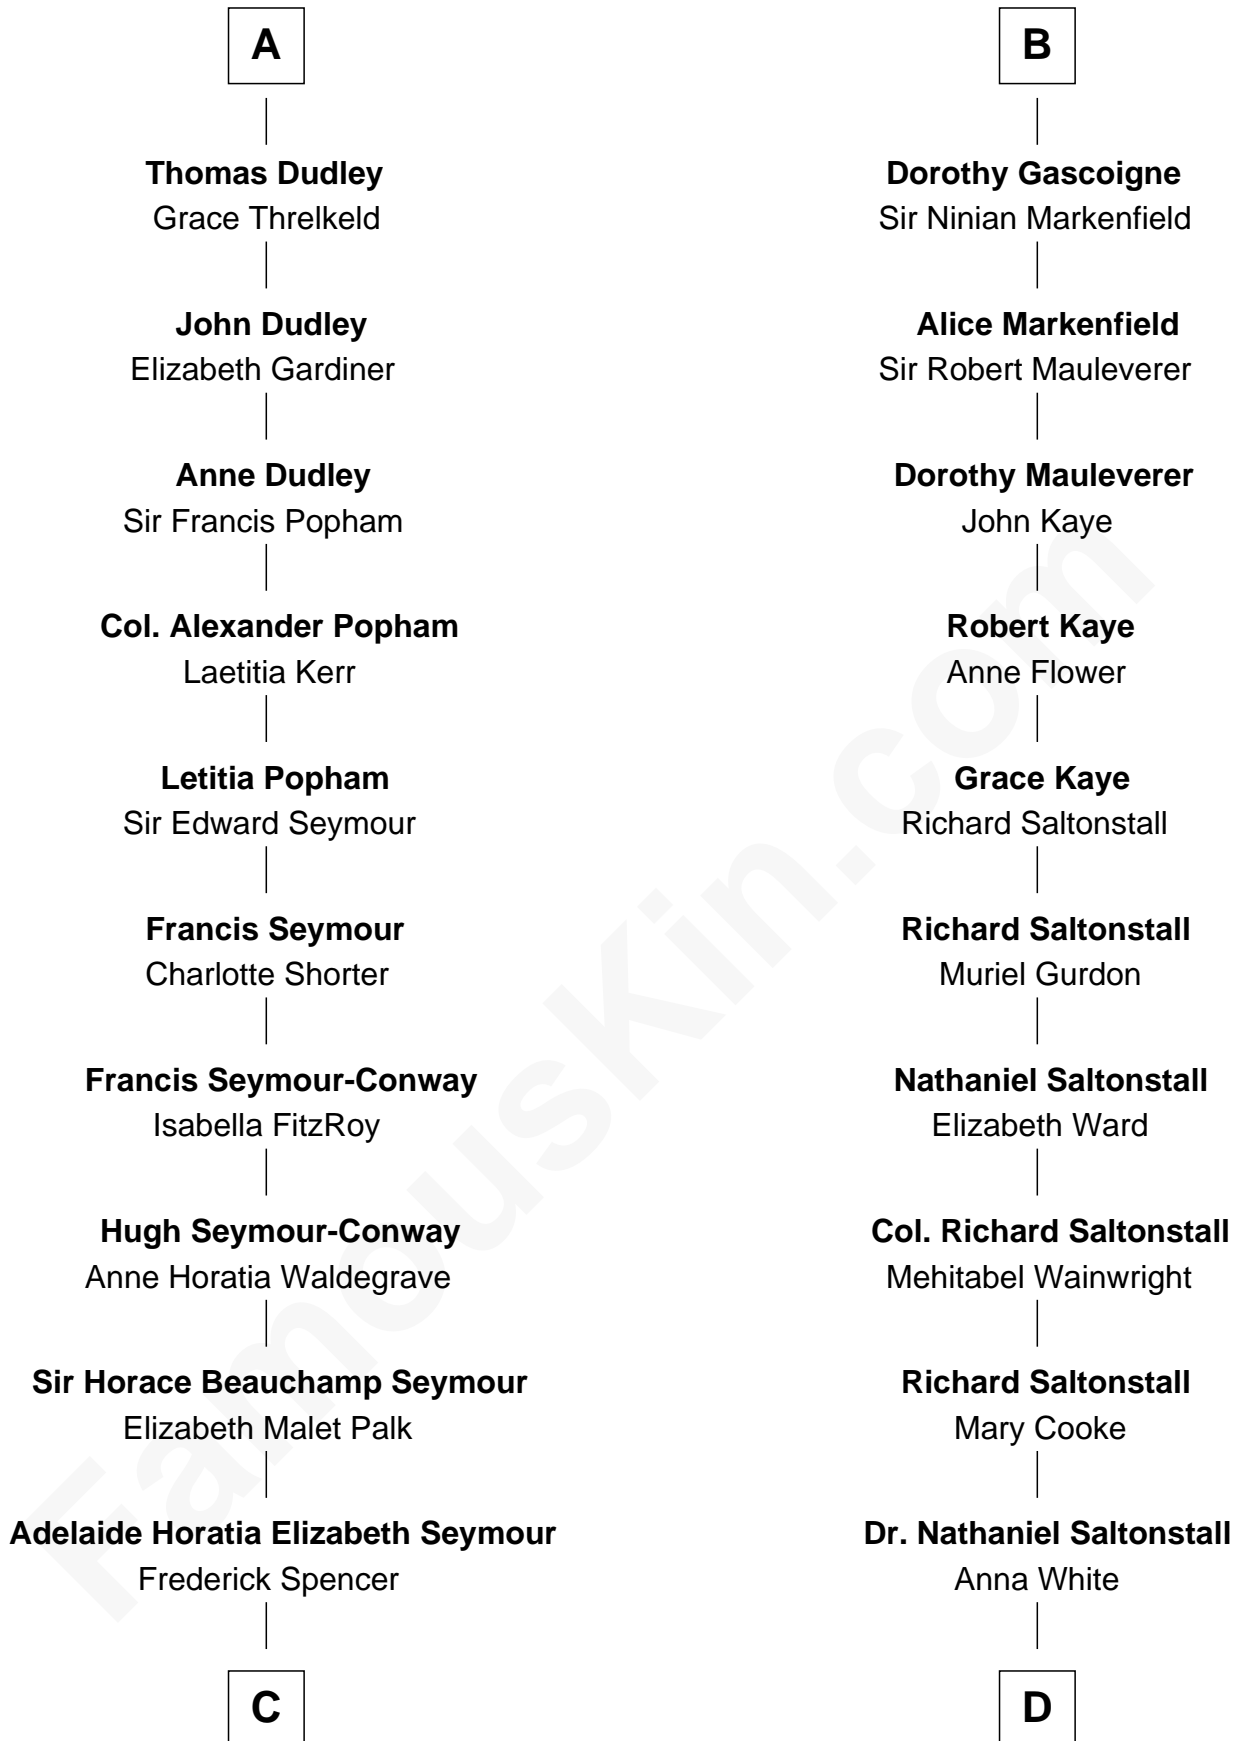 A
Thomas Dudley
Grace Threlkeld
John Dudley
Elizabeth Gardiner
Anne Dudley
Sir Francis Popham
Col. Alexander Popham
Laetitia Kerr
Letitia Popham
Sir Edward Seymour
Francis Seymour
Charlotte Shorter
Francis Seymour-Conway
Isabella FitzRoy
Hugh Seymour-Conway
Anne Horatia Waldegrave
Sir Horace Beauchamp Seymour
Elizabeth Malet Palk
Adelaide Horatia Elizabeth Seymour
Frederick Spencer
C
B
Dorothy Gascoigne
Sir Ninian Markenfield
Alice Markenfield
Sir Robert Mauleverer
Dorothy Mauleverer
John Kaye
Robert Kaye
Anne Flower
Grace Kaye
Richard Saltonstall
Richard Saltonstall
Muriel Gurdon
Nathaniel Saltonstall
Elizabeth Ward
Col. Richard Saltonstall
Mehitabel Wainwright
Richard Saltonstall
Mary Cooke
Dr. Nathaniel Saltonstall
Anna White
D
FamousKin.com